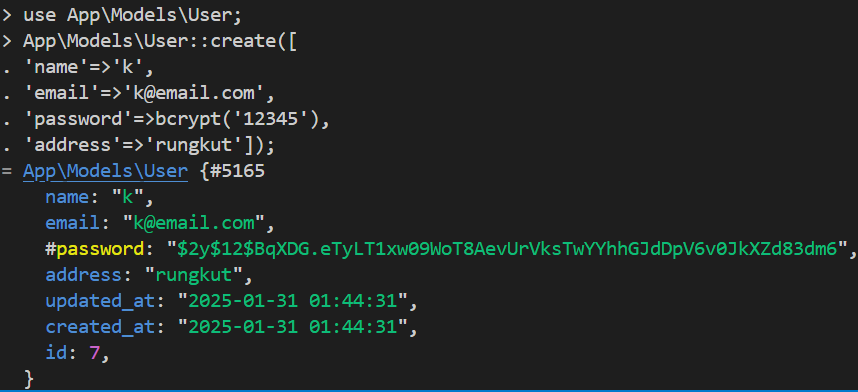 > use App\Models\User;
> App\Models\User::create([
. 'name'=>'k',
. 'email'=>'k@email.com',
. 'password'=>bcrypt('12345'),
. 'address'=>'rungkut']);
= App\Models\User {#5165
name: "k",
email: "k@email.com",
#password: "$2y$12$BqXDG.eTyLT1xw09WoT8AevUrVksTwYYhhGJdDpV6v0JkXZd83dm6",
address: "rungkut",
updated_at: "2025-01-31 01:44:31",
created_at: "2025-01-31 01:44:31",
id: 7,
}